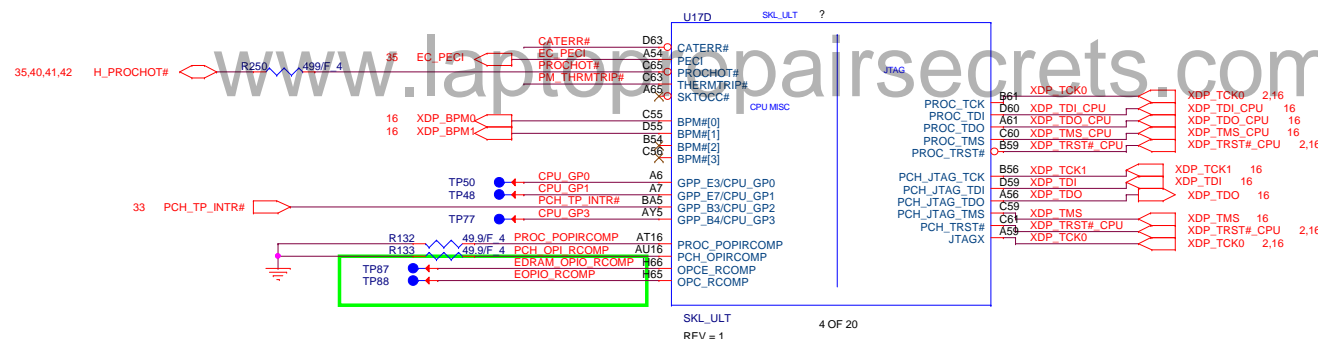 U17D SKL_ULT ?
www.laptoprepairsecrets.com
CATERR# D63 CATERR#
35 EC_PECI EC_PECI A54 PECI
35,40,41,42 H_PROCHOT# R250 499/F_4 PROCHOT# C65 PROCHOT#
PM_THRMTRIP# C63 THERMTRIP#
A65 SKTOCC#
CPU MISC
JTAG
16 XDP_BPM0 C55 BPM#[0]
16 XDP_BPM1 D55 BPM#[1]
B54 BPM#[2]
C56 BPM#[3]
TP50 CPU_GP0 A6 GPP_E3/CPU_GP0
TP48 CPU_GP1 A7 GPP_E7/CPU_GP1
33 PCH_TP_INTR# PCH_TP_INTR# BA5 GPP_B3/CPU_GP2
TP77 CPU_GP3 AY5 GPP_B4/CPU_GP3
R132 49.9/F_4 PROC_POPIRCOMP AT16 PROC_POPIRCOMP
R133 49.9/F_4 PCH_OPI_RCOMP AU16 PCH_OPIRCOMP
TP87 EDRAM_OPIO_RCOMP H66 OPCE_RCOMP
TP88 EOPIO_RCOMP H65 OPC_RCOMP
PROC_TCK B61 XDP_TCK0 XDP_TCK0 2,16
PROC_TDI D60 XDP_TDI_CPU XDP_TDI_CPU 16
PROC_TDO A61 XDP_TDO_CPU XDP_TDO_CPU 16
PROC_TMS C60 XDP_TMS_CPU XDP_TMS_CPU 16
PROC_TRST# B59 XDP_TRST#_CPU XDP_TRST#_CPU 2,16
PCH_JTAG_TCK B56 XDP_TCK1 XDP_TCK1 16
PCH_JTAG_TDI D59 XDP_TDI XDP_TDI 16
PCH_JTAG_TDO A56 XDP_TDO XDP_TDO 16
PCH_JTAG_TMS C59 XDP_TMS XDP_TMS 16
PCH_TRST# C61 XDP_TRST#_CPU XDP_TRST#_CPU 2,16
JTAGX A59 XDP_TCK0 XDP_TCK0 2,16
SKL_ULT 4 OF 20
REV = 1